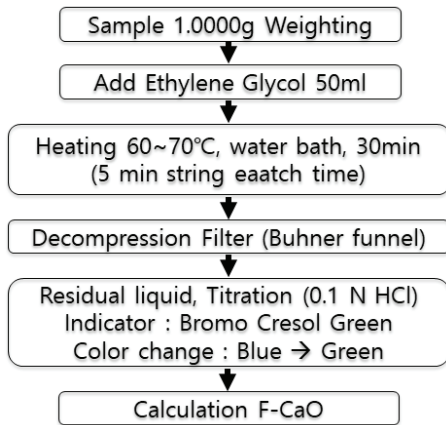 Sample 1.0000g Weighting
Add Ethylene Glycol 50ml
Heating 60~70℃, water bath, 30min
(5 min string eaatch time)
Decompression Filter (Buhner funnel)
Residual liquid, Titration (0.1 N HCl)
Indicator : Bromo Cresol Green
Color change : Blue → Green
Calculation F-CaO